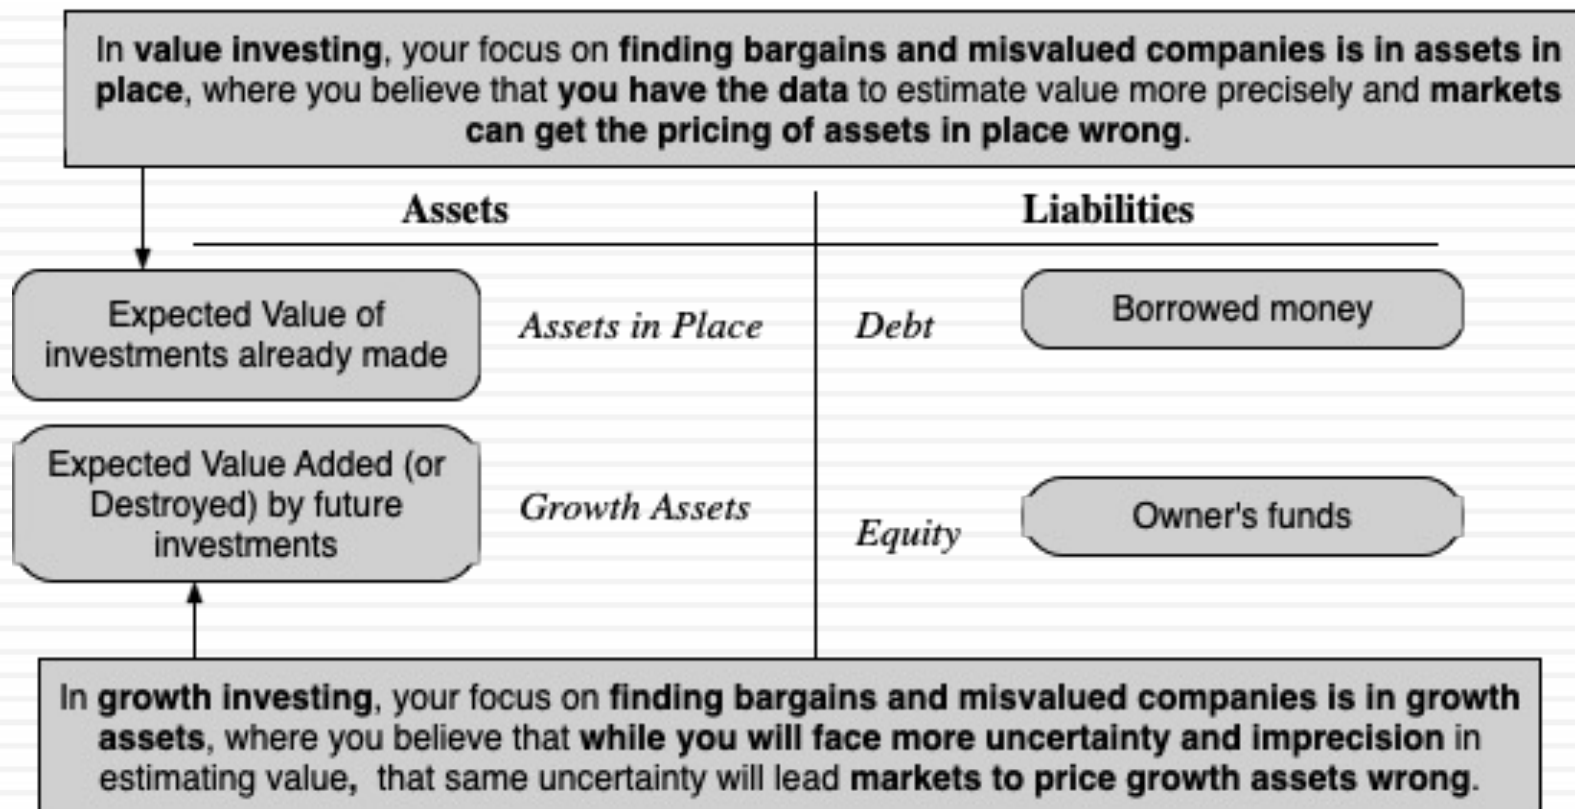 In value investing, your focus on finding bargains and misvalued companies is in assets in
place, where you believe that you have the data to estimate value more precisely and markets
can get the pricing of assets in place wrong.
Assets
Liabilities
Expected Value of
investments already made
Assets in Place
Debt
Borrowed money
Expected Value Added (or
Destroyed) by future
investments
Growth Assets
Equity
Owner's funds
In growth investing, your focus on finding bargains and misvalued companies is in growth
assets, where you believe that while you will face more uncertainty and imprecision in
estimating value, that same uncertainty will lead markets to price growth assets wrong.